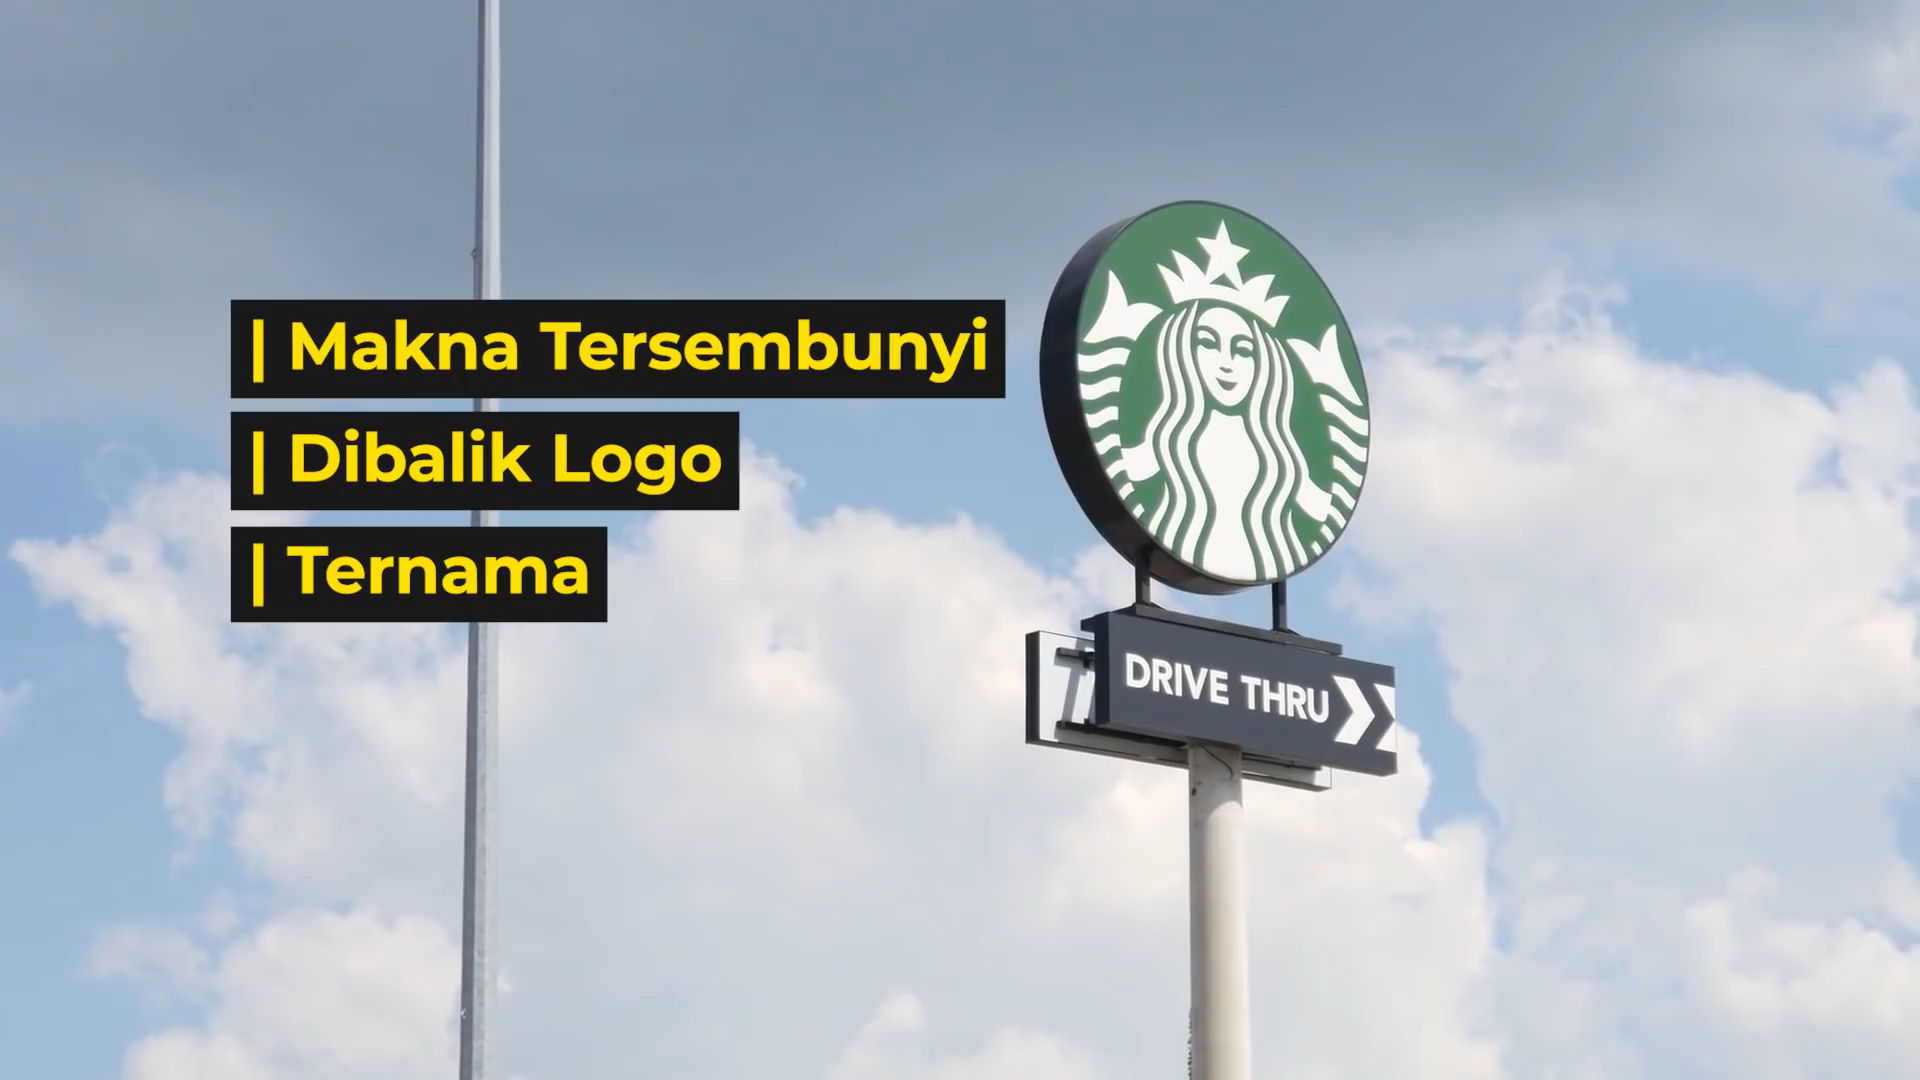 | Makna Tersembunyi
| Dibalik Logo
| Ternama
DRIVE THRU